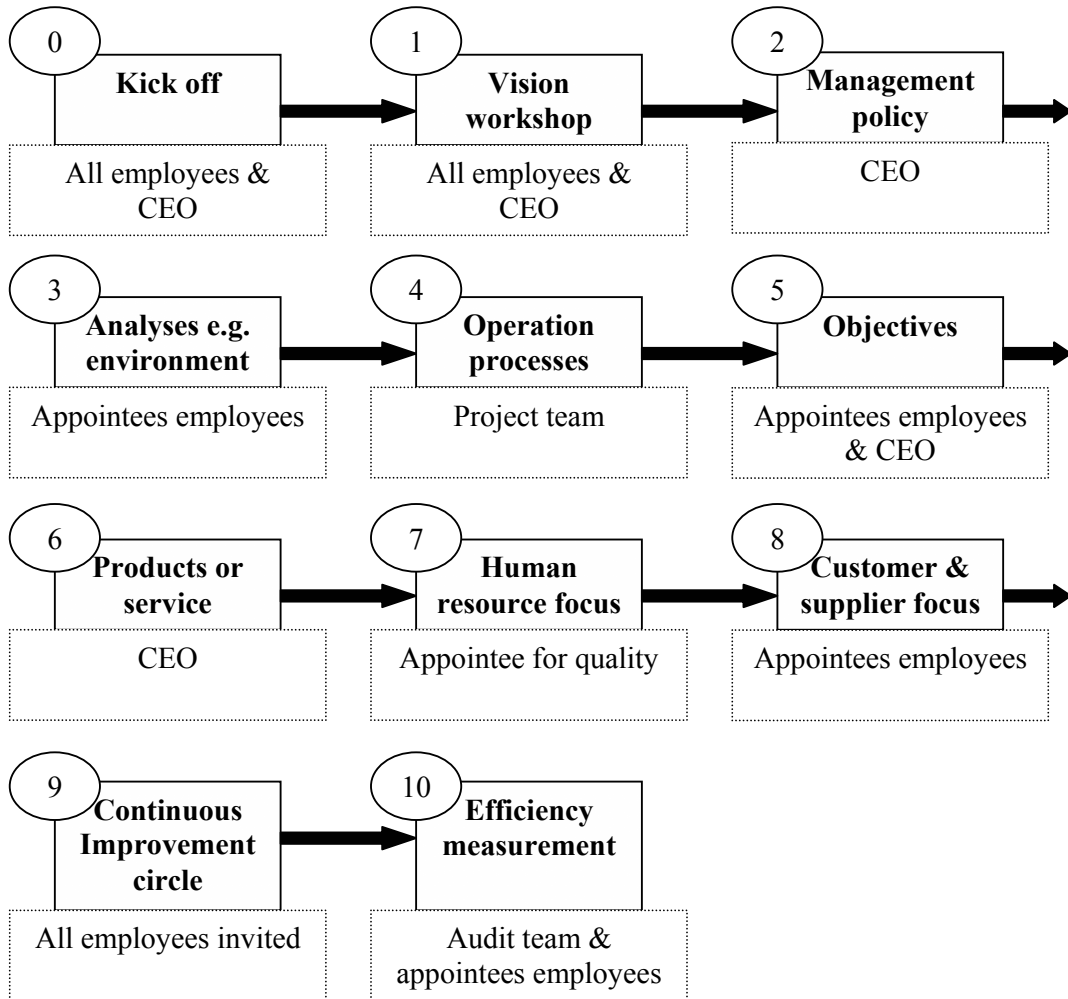 0
Kick off
All employees &
CEO
1
Vision
workshop
All employees &
CEO
2
Management
policy
CEO
3
Analyses e.g.
environment
Appointees employees
4
Operation
processes
Project team
5
Objectives
Appointees employees
& CEO
6
Products or
service
CEO
7
Human
resource focus
Appointee for quality
8
Customer &
supplier focus
Appointees employees
9
Continuous
Improvement
circle
All employees invited
10
Efficiency
measurement
Audit team &
appointees employees